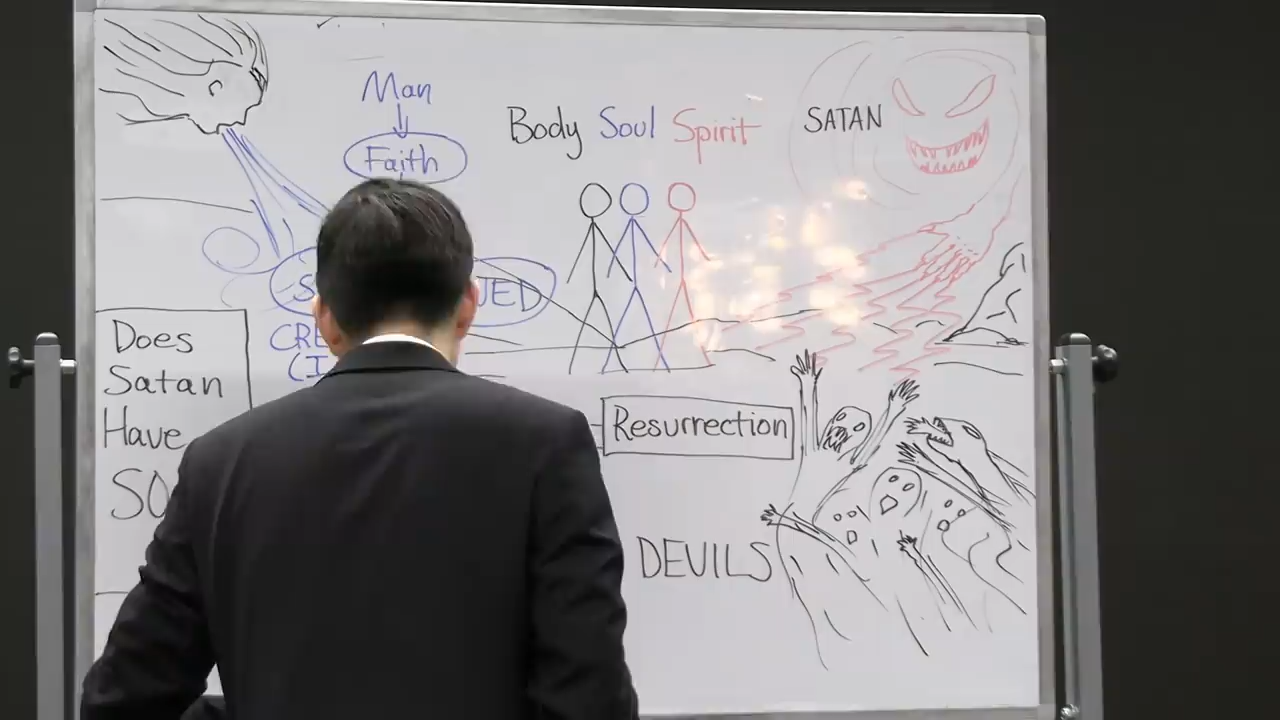 Man
Faith
Body Soul Spirit
SATAN
Does
Satan
Have
Resurrection
DEVILS